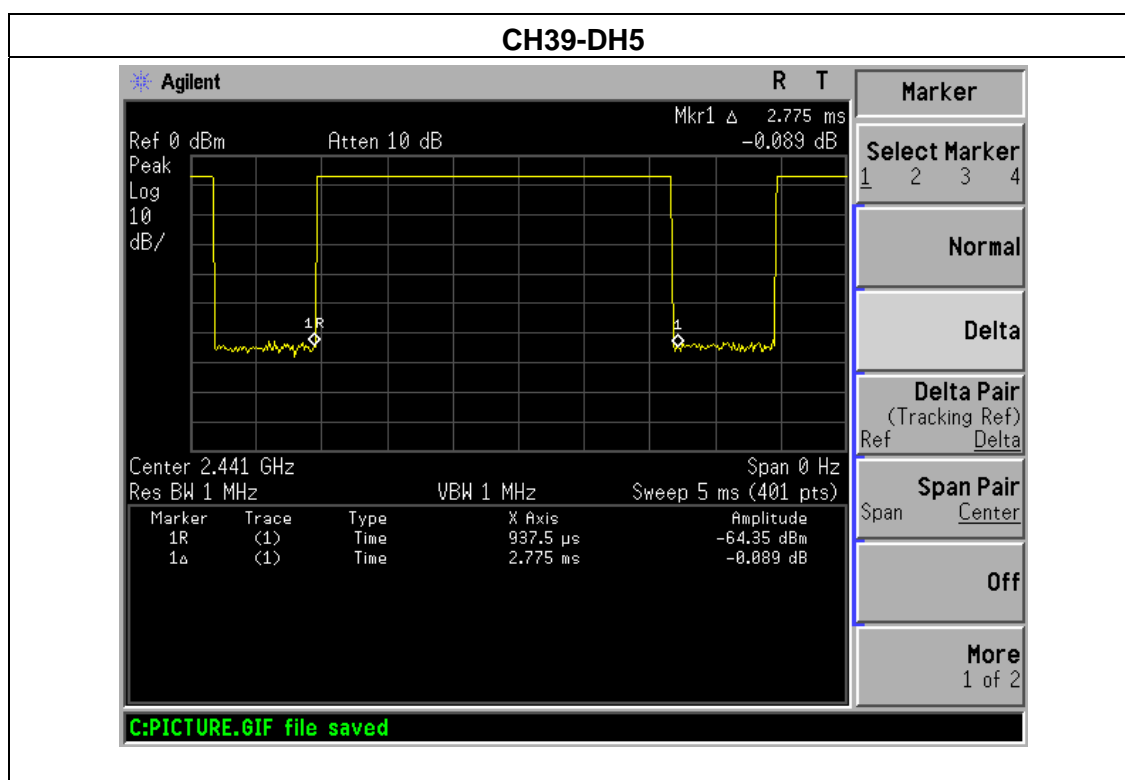 CH39-DH5
Agilent R T
Mkr1 Δ 2.775 ms
Ref 0 dBm Atten 10 dB -0.089 dB
Peak
Log
10
dB/
1R
1
Center 2.441 GHz Span 0 Hz
Res BW 1 MHz VBW 1 MHz Sweep 5 ms (401 pts)
Marker Trace Type X Axis Amplitude
1R (1) Time 937.5 µs -64.35 dBm
1Δ (1) Time 2.775 ms -0.089 dB
C:PICTURE.GIF file saved
Marker
Select Marker
1 2 3 4
Normal
Delta
Delta Pair
(Tracking Ref)
Ref Delta
Span Pair
Span Center
Off
More
1 of 2